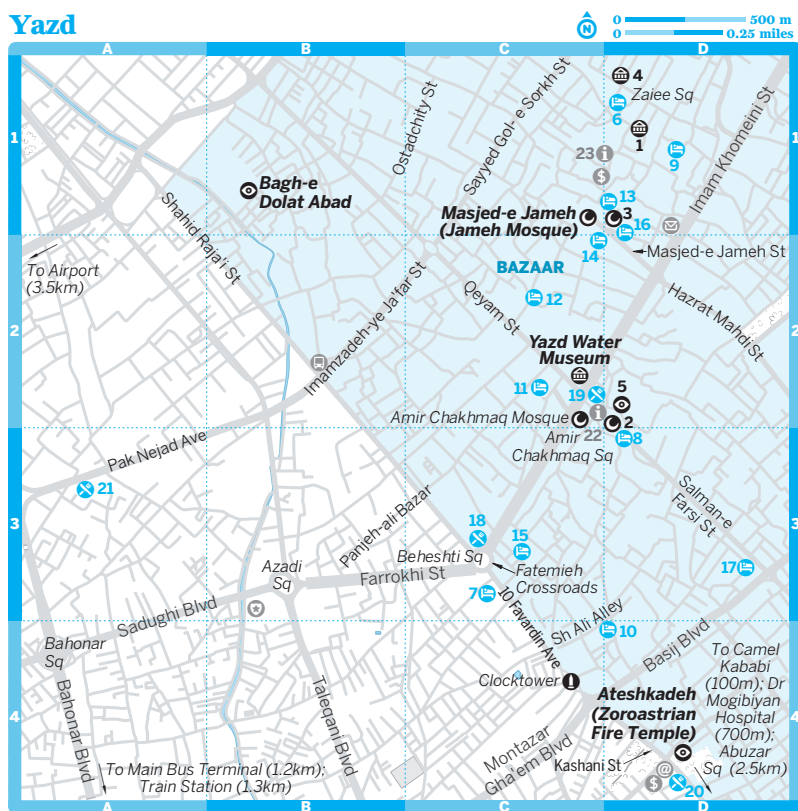 Yazd
N
0 500 m
0 0.25 miles
A
B
C
D
1
2
3
4
4
Zaiee Sq
6
1
9
23
i
$
13
3
16
Ostadchity St
Sayyed Gol- e Sorkh St
Imam Khomeini St
Bagh-e
Dolat Abad
Masjed-e Jameh
(Jameh Mosque)
14
Masjed-e Jameh St
Shahid Raja'i St
To Airport
(3.5km)
BAZAAR
12
Qeyam St
Hazrat Mahdi St
Imamzadeh-ye Ja'far St
Yazd Water
Museum
11
19
5
Amir Chakhmaq Mosque
i
22
2
8
Amir
Chakhmaq Sq
Pak Nejad Ave
21
Panjeh-ali Bazar
Salman-e
Farsi St
18
15
17
Beheshti Sq
Fatemieh
Crossroads
Azadi
Sq
Farrokhi St
7
Sadughi Blvd
10 Favardin Ave
Sh Ali Alley
10
Basij Blvd
Bahonar
Sq
Bahonar Blvd
Taleqani Blvd
Clocktower
Ateshkadeh
(Zoroastrian
Fire Temple)
To Camel
Kababi
(100m); Dr
Mogibiyan
Hospital
(700m);
Abuzar
Sq (2.5km)
Montazar
Gha'em Blvd
Kashani St
@
$
20
To Main Bus Terminal (1.2km);
Train Station (1.3km)
A
B
C
D
1
2
3
4